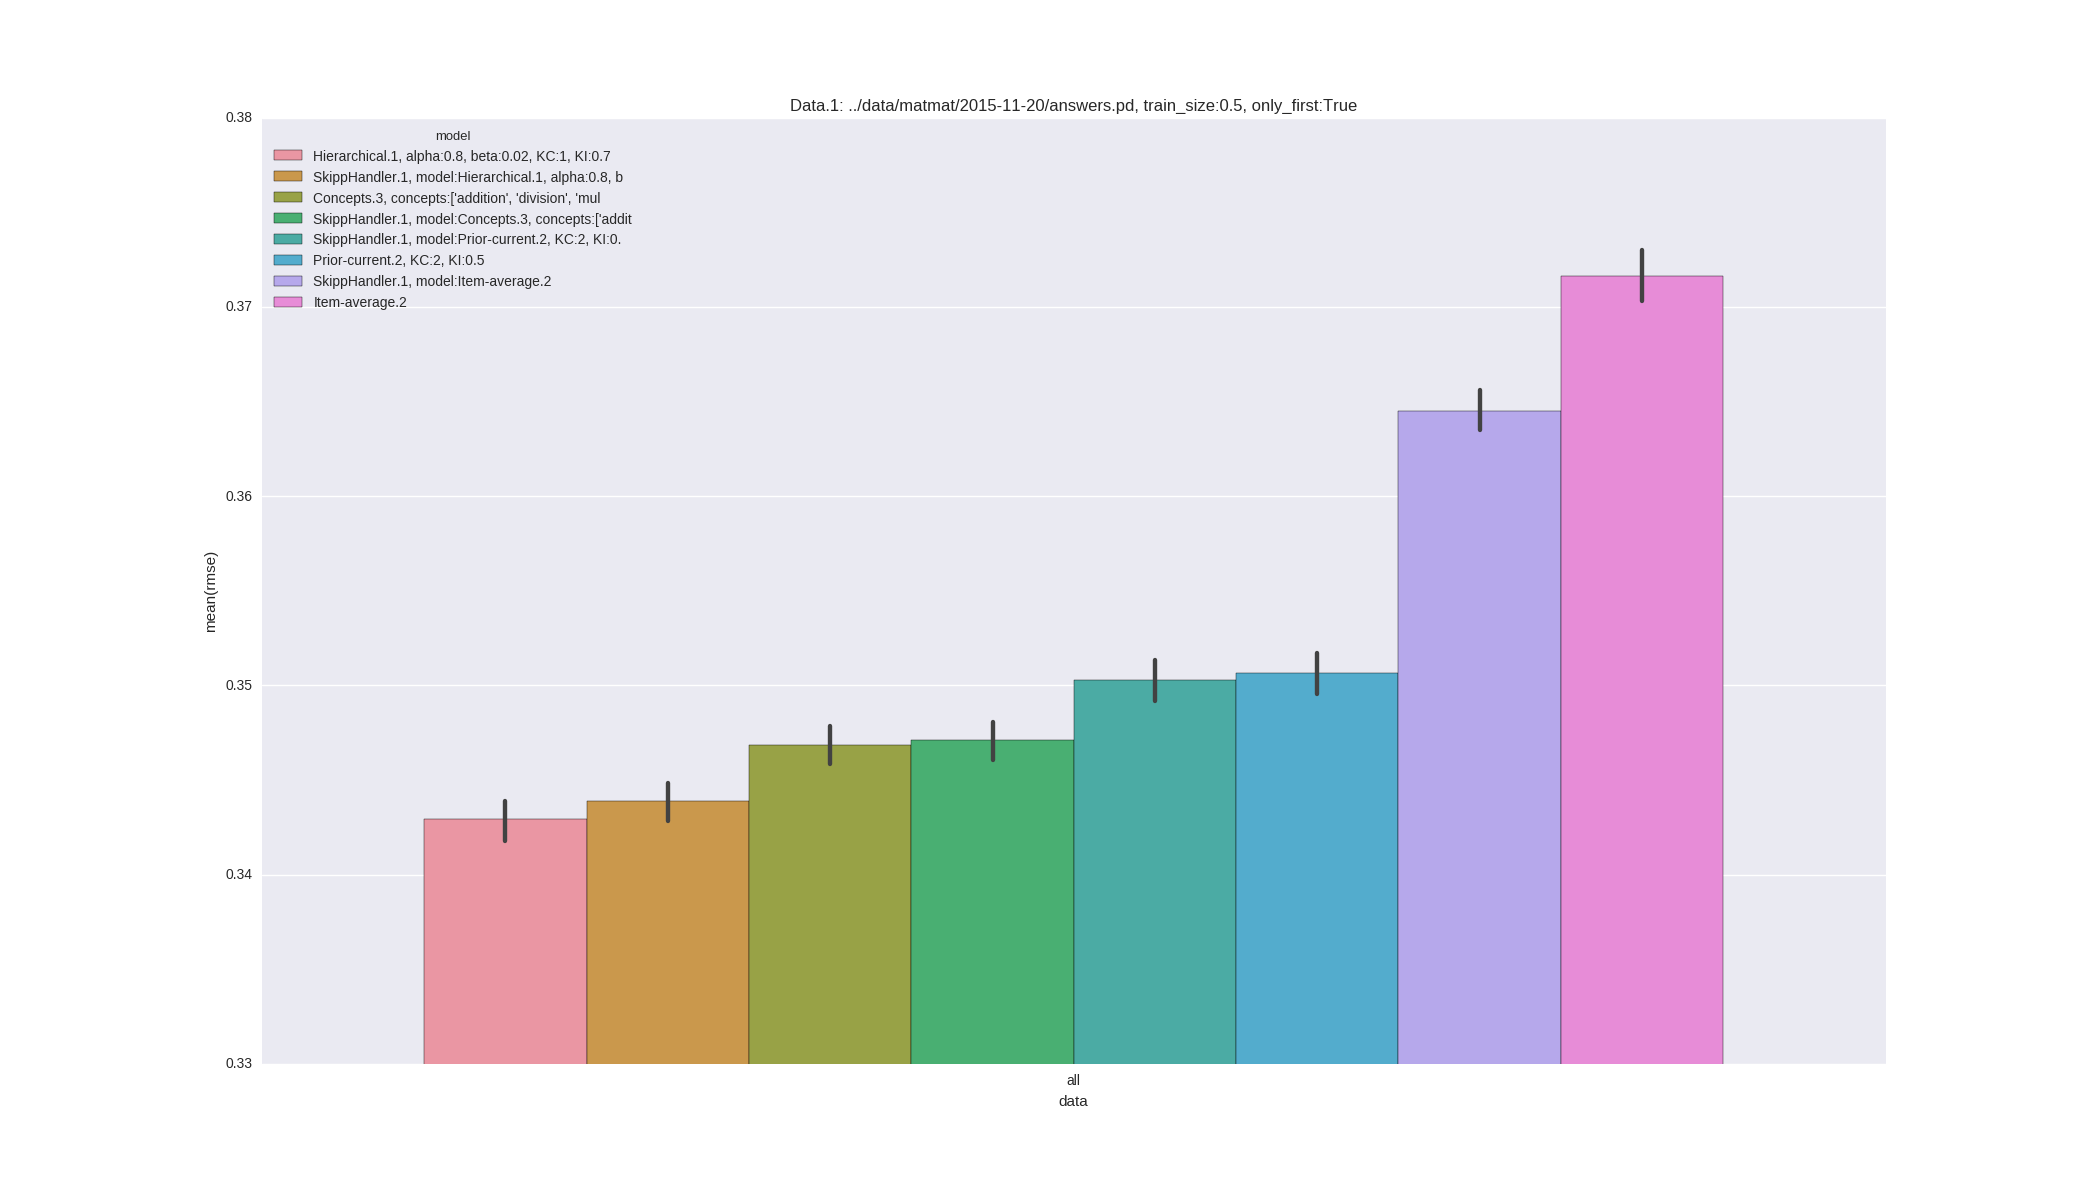 Data.1: ../data/matmat/2015-11-20/answers.pd, train_size:0.5, only_first:True
0.38
model
Hierarchical.1, alpha:0.8, beta:0.02, KC:1, KI:0.7
SkippHandler.1, model:Hierarchical.1, alpha:0.8, b
Concepts.3, concepts:['addition', 'division', 'mul
SkippHandler.1, model:Concepts.3, concepts:['addit
SkippHandler.1, model:Prior-current.2, KC:2, KI:0.
Prior-current.2, KC:2, KI:0.5
SkippHandler.1, model:Item-average.2
Item-average.2
0.37
0.36
mean(rmse)
0.35
0.34
0.33
all
data